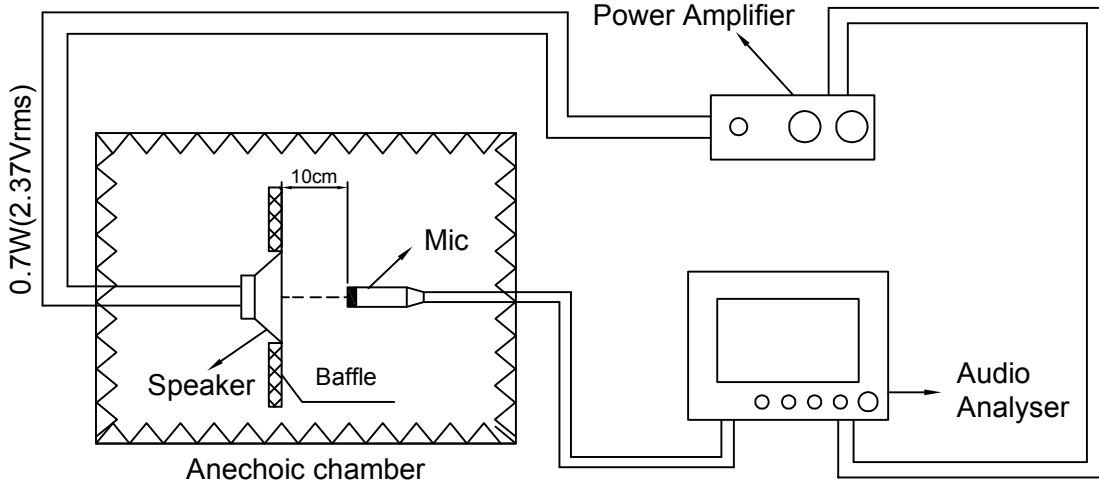 Power Amplifier
0.7W(2.37Vrms)
10cm
Mic
Speaker
Baffle
Audio
Analyser
Anechoic chamber